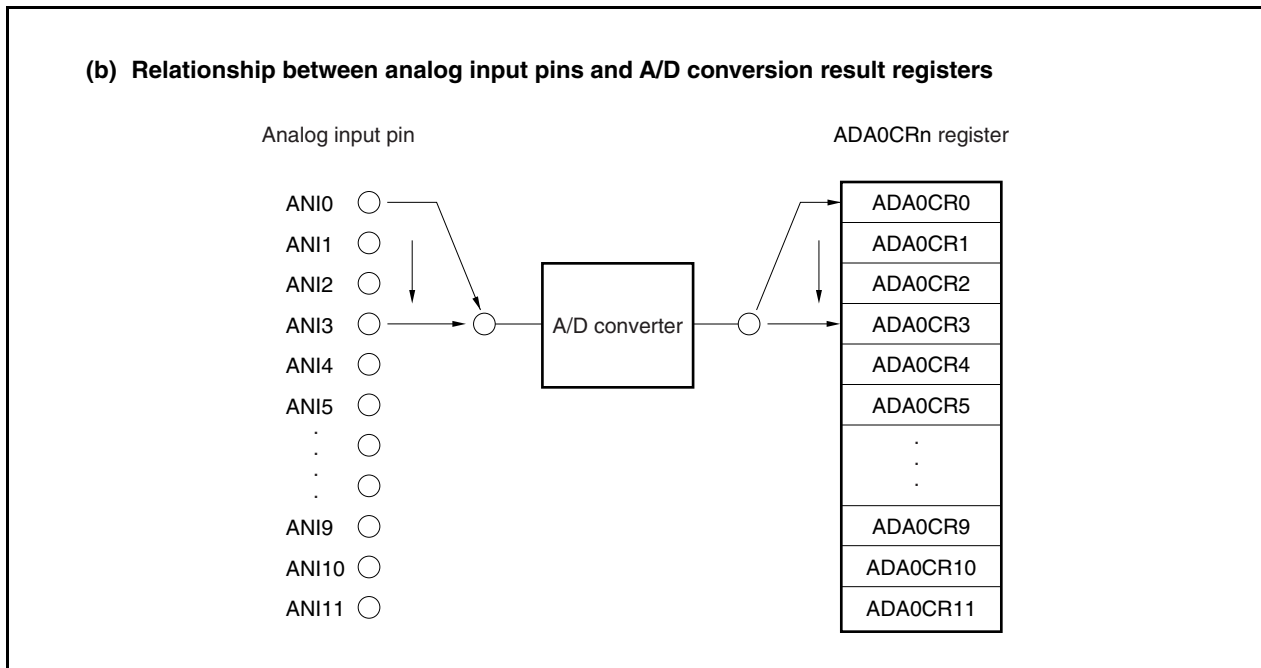 (b) Relationship between analog input pins and A/D conversion result registers
Analog input pin
ADA0CRn register
ANI0
ANI1
ANI2
ANI3
ANI4
ANI5
.
.
.
.
ANI9
ANI10
ANI11
A/D converter
ADA0CR0
ADA0CR1
ADA0CR2
ADA0CR3
ADA0CR4
ADA0CR5
.
.
.
ADA0CR9
ADA0CR10
ADA0CR11